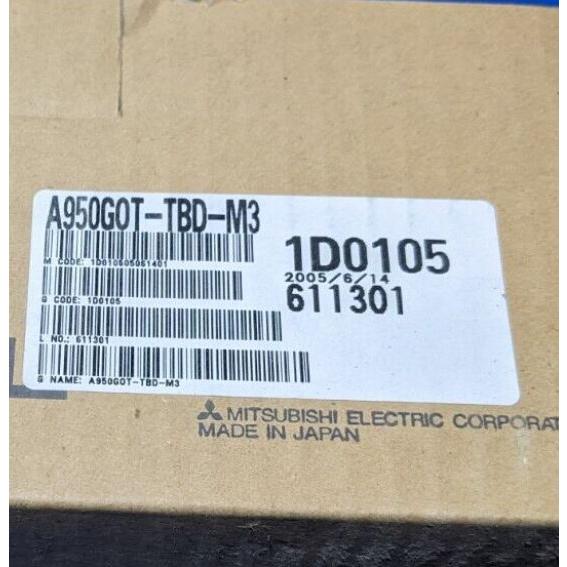 A950GOT-TBD-M3
M CODE: 1D010505061401
G CODE: 1D0105
L NO.: 611301
G NAME: A950GOT-TBD-M3
1D0105
2005/6/14
611301
MITSUBISHI ELECTRIC CORPORAT
MADE IN JAPAN